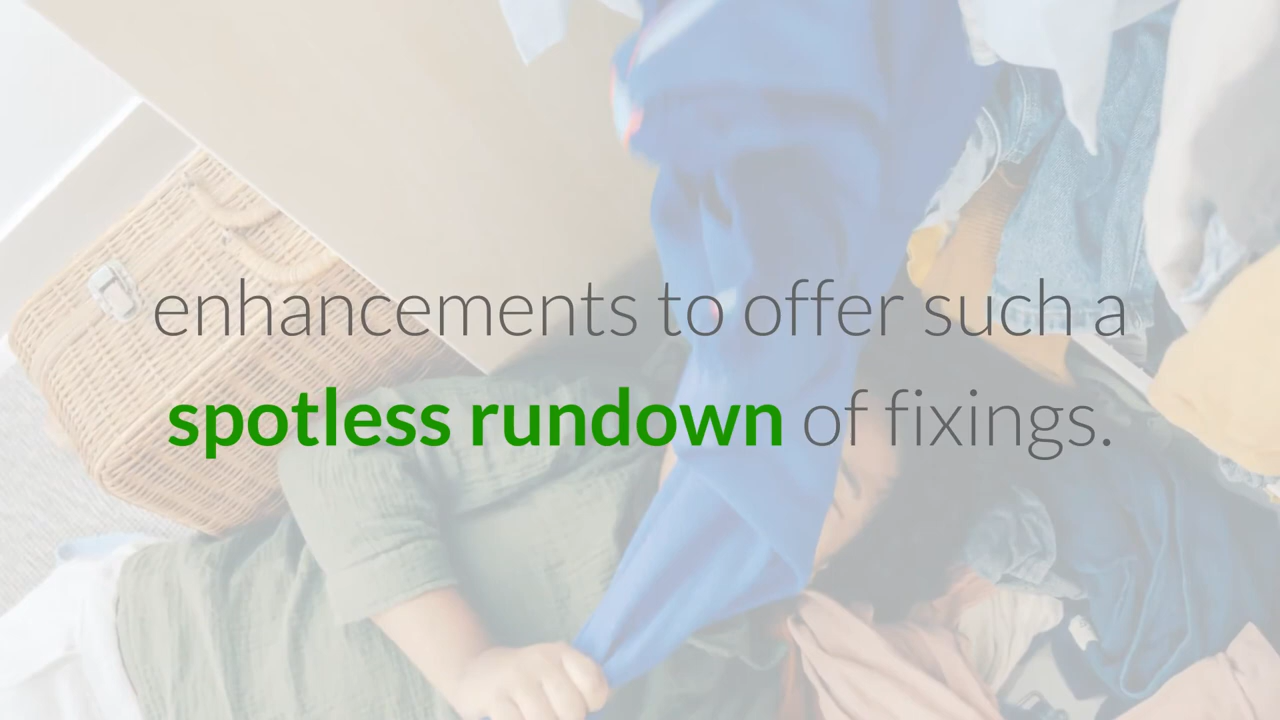 enhancements to offer such a
spotless rundown of fixings.